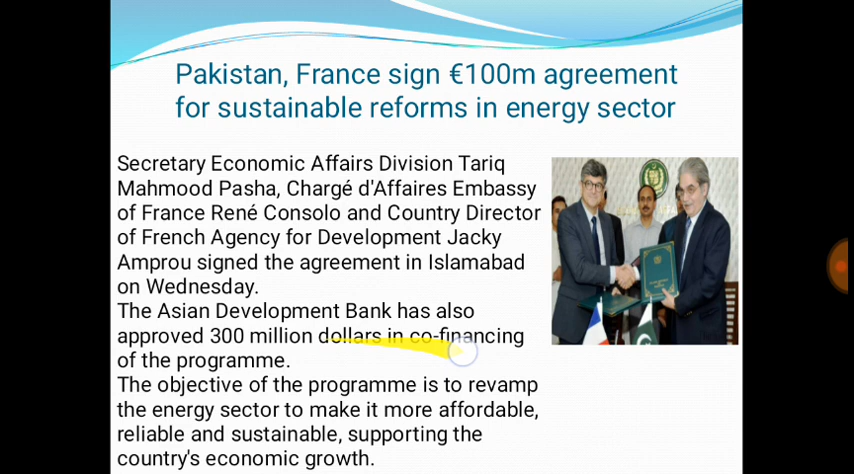 Pakistan, France sign €100m agreement
for sustainable reforms in energy sector
Secretary Economic Affairs Division Tariq
Mahmood Pasha, Chargé d'Affaires Embassy
of France René Consolo and Country Director
of French Agency for Development Jacky
Amprou signed the agreement in Islamabad
on Wednesday.
The Asian Development Bank has also
approved 300 million dollars in co-financing
of the programme.
The objective of the programme is to revamp
the energy sector to make it more affordable,
reliable and sustainable, supporting the
country's economic growth.